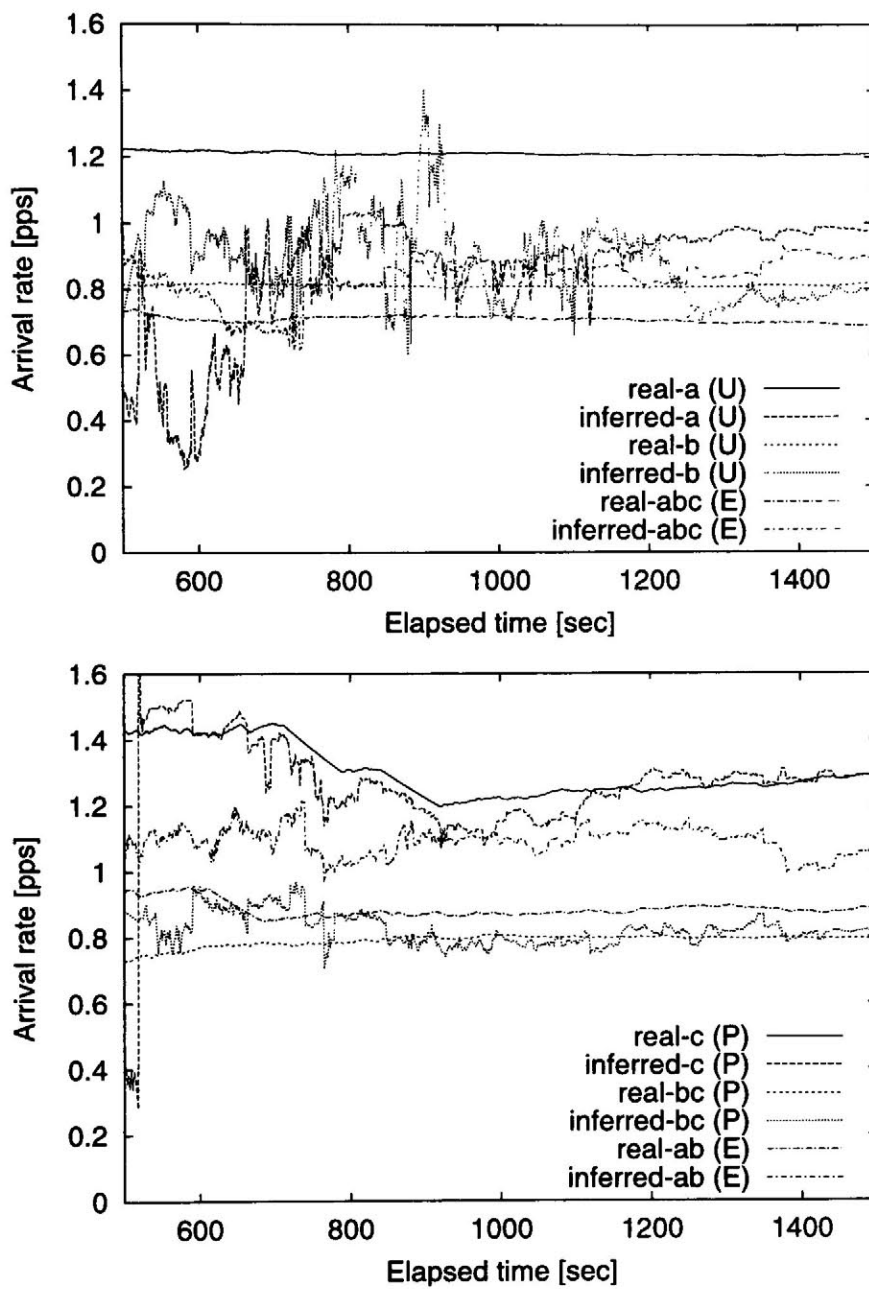 1.6
1.4
1.2
1
0.8
0.6
0.4
0.2
0
Arrival rate [pps]
real-a (U)
inferred-a (U)
real-b (U)
inferred-b (U)
real-abc (E)
inferred-abc (E)
600 800 1000 1200 1400
Elapsed time [sec]
1.6
1.4
1.2
1
0.8
0.6
0.4
0.2
0
Arrival rate [pps]
real-c (P)
inferred-c (P)
real-bc (P)
inferred-bc (P)
real-ab (E)
inferred-ab (E)
600 800 1000 1200 1400
Elapsed time [sec]